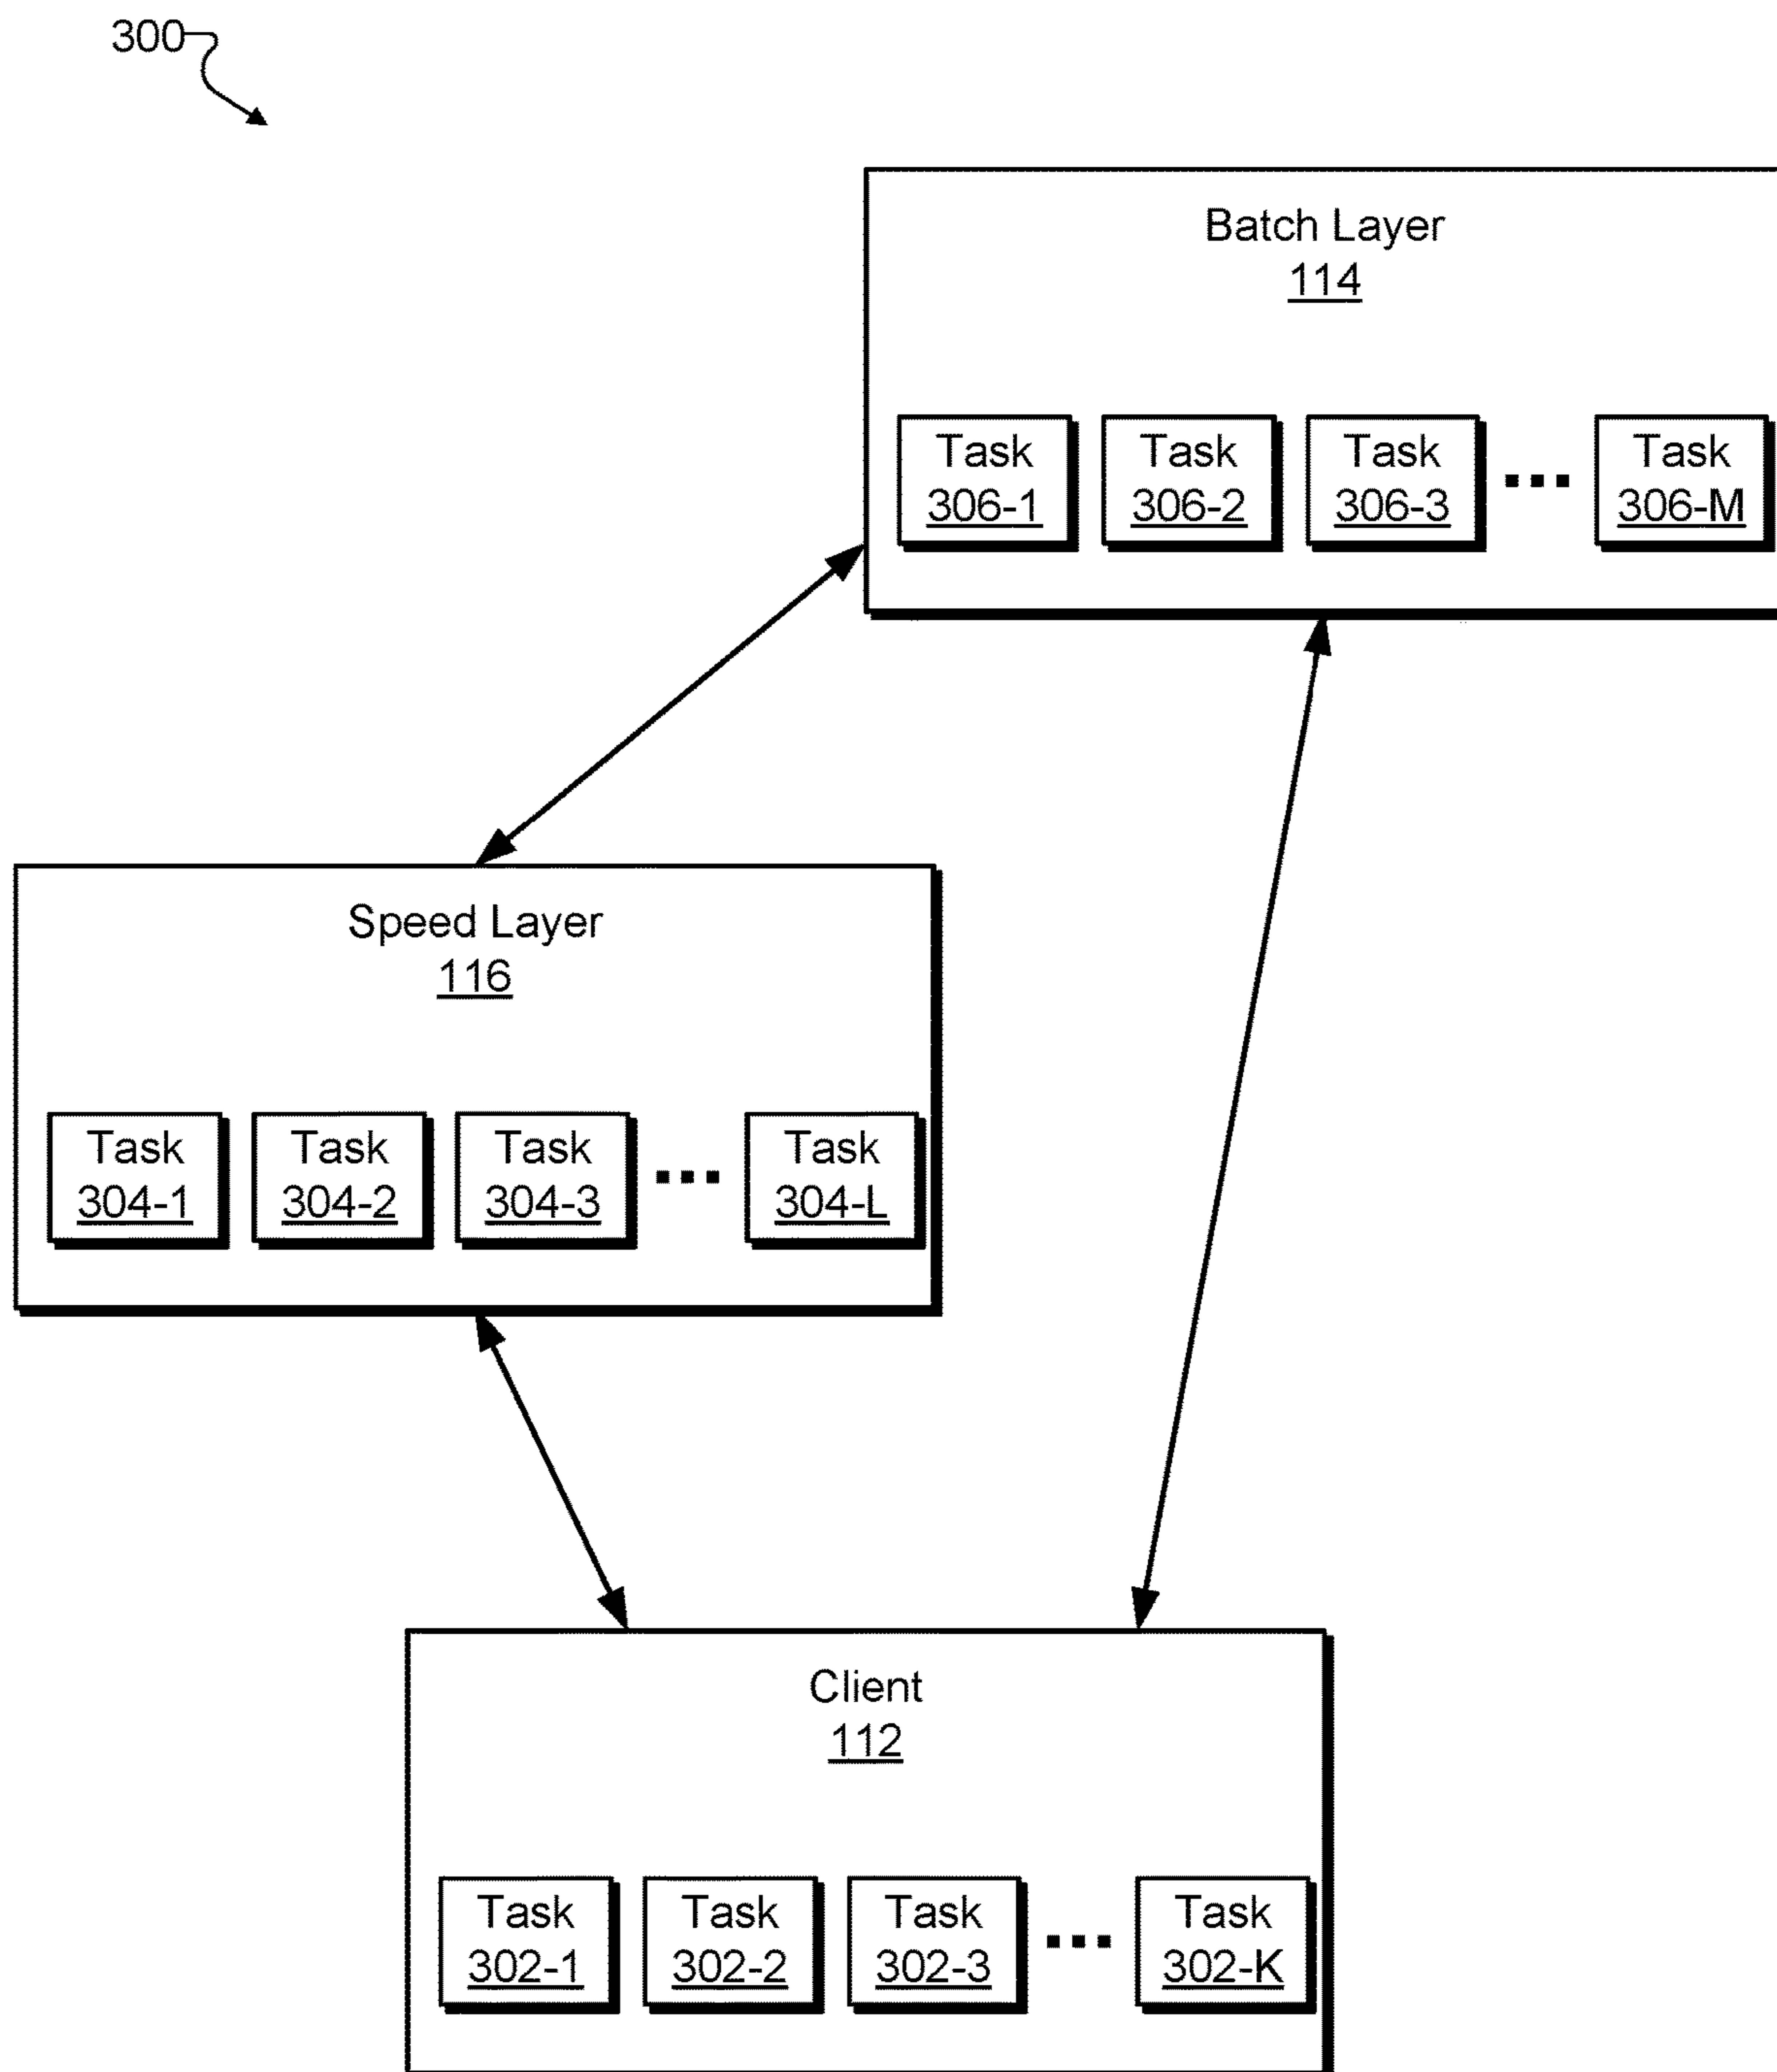 300
Batch Layer
114
Task
306-1
Task
306-2
Task
306-3
...
Task
306-M
Speed Layer
116
Task
304-1
Task
304-2
Task
304-3
...
Task
304-L
Client
112
Task
302-1
Task
302-2
Task
302-3
...
Task
302-K